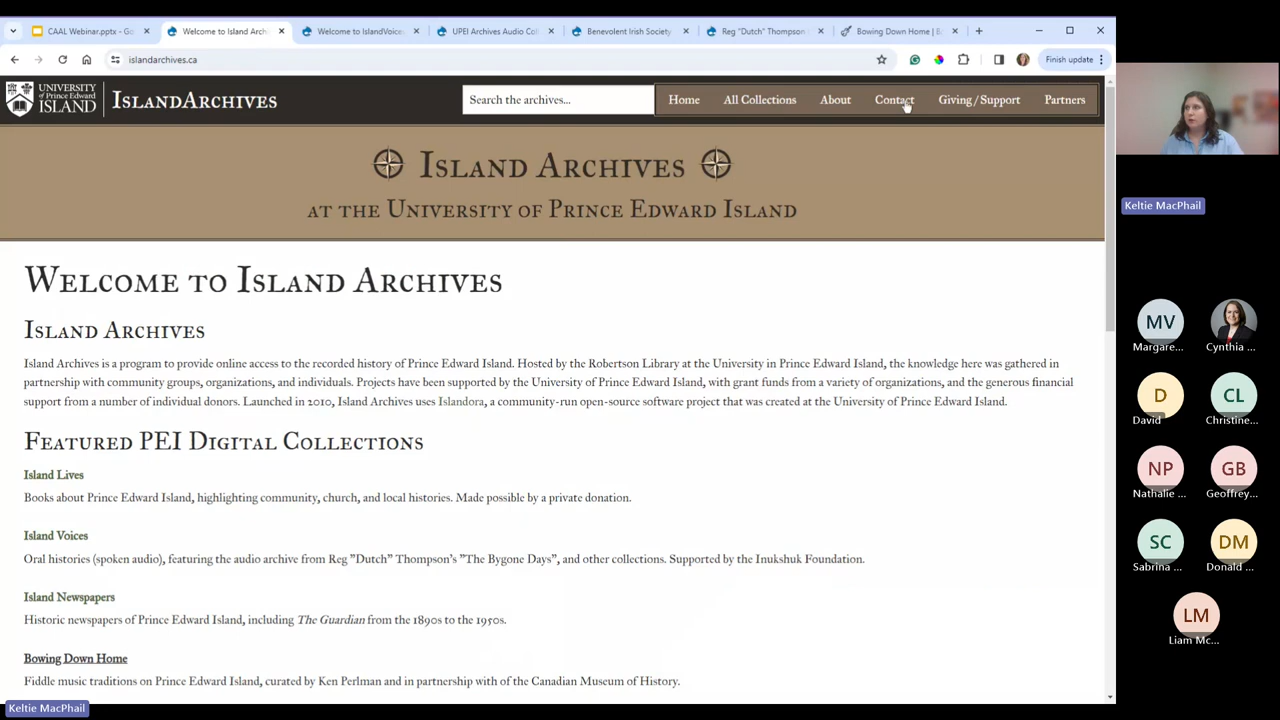 CAAL Webinar.pptx - Go
Welcome to Island Arch
Welcome to IslandVoice
UPEI Archives Audio Col
Benevolent Irish Society
Reg "Dutch" Thompson
Bowing Down Home | B
islandarchives.ca
Finish update
UNIVERSITY
of Prince Edward
ISLAND
IslandArchives
Search the archives...
Home
All Collections
About
Contact
Giving/Support
Partners
Island Archives
at the University of Prince Edward Island
Welcome to Island Archives
Island Archives
Island Archives is a program to provide online access to the recorded history of Prince Edward Island. Hosted by the Robertson Library at the University in Prince Edward Island, the knowledge here was gathered in
partnership with community groups, organizations, and individuals. Projects have been supported by the University of Prince Edward Island, with grant funds from a variety of organizations, and the generous financial
support from a number of individual donors. Launched in 2010, Island Archives uses Islandora, a community-run open-source software project that was created at the University of Prince Edward Island.
Featured PEI Digital Collections
Island Lives
Books about Prince Edward Island, highlighting community, church, and local histories. Made possible by a private donation.
Island Voices
Oral histories (spoken audio), featuring the audio archive from Reg "Dutch" Thompson's "The Bygone Days", and other collections. Supported by the Inukshuk Foundation.
Island Newspapers
Historic newspapers of Prince Edward Island, including The Guardian from the 1890s to the 1950s.
Bowing Down Home
Fiddle music traditions on Prince Edward Island, curated by Ken Perlman and in partnership with of the Canadian Museum of History.
Keltie MacPhail
Keltie MacPhail
MV
Margare...
Cynthia ...
D
David
CL
Christine...
NP
Nathalie ...
GB
Geoffrey...
SC
Sabrina ...
DM
Donald ...
LM
Liam Mc...